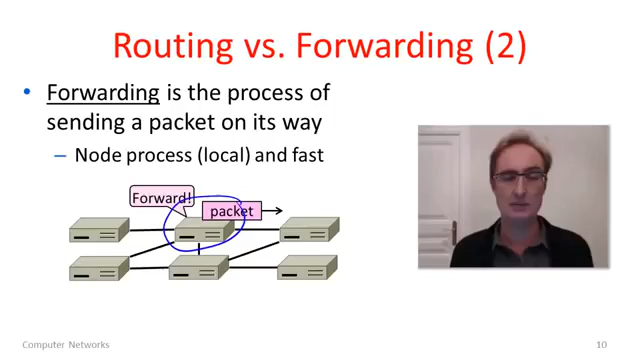 Routing vs. Forwarding (2)
• Forwarding is the process of
sending a packet on its way
– Node process (local) and fast
Forward!
packet
Computer Networks
10